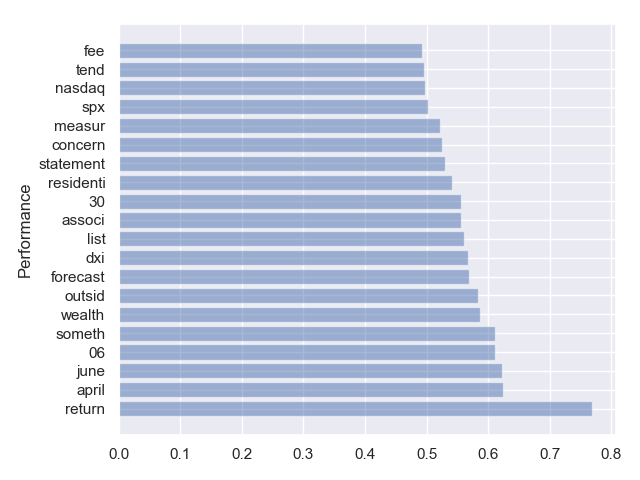 fee
tend
nasdaq
spx
measur
concern
statement
residenti
30
associ
list
dxi
forecast
outsid
wealth
someth
06
june
april
return
Performance
0.0 0.1 0.2 0.3 0.4 0.5 0.6 0.7 0.8